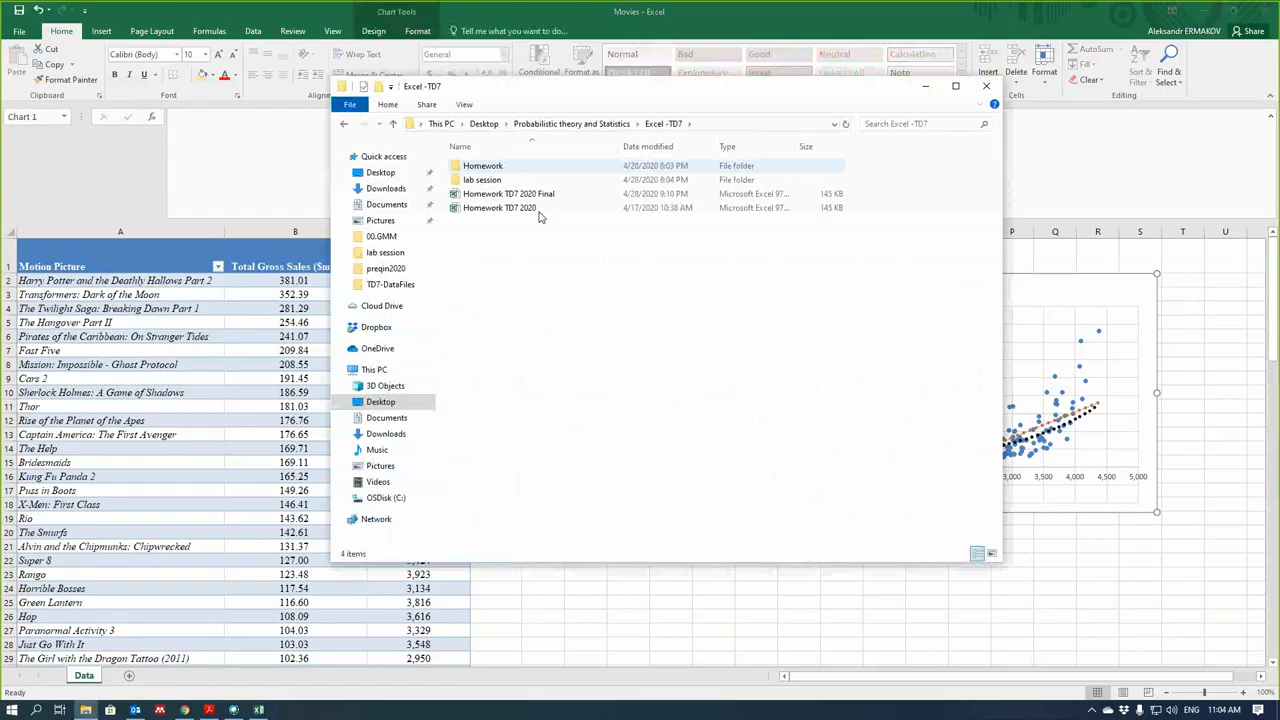 Chart Tools
Movies - Excel
File Home Insert Page Layout Formulas Data Review View Design Format Tell me what you want to do...
Aleksandr ERMAKOV Share
Cut
Copy
Format Painter
Paste
Clipboard
Calibri (Body) 10
B I U
Font
Wrap Text
General
Conditional Format as
Normal Bad Good Neutral Calculation
Note
Insert Delete Format
Cells
AutoSum
Fill
Clear
Sort & Find &
Filter Select
Editing
Chart 1
Excel -TD7
File Home Share View
This PC Desktop Probabilistic theory and Statistics Excel -TD7
Search Excel -TD7
Name Date modified Type Size
Homework 4/28/2020 8:03 PM File folder
lab session 4/28/2020 8:04 PM File folder
Homework TD7 2020 Final 4/28/2020 9:10 PM Microsoft Excel 97... 145 KB
Homework TD7 2020 4/17/2020 10:38 AM Microsoft Excel 97... 145 KB
Quick access
Desktop
Downloads
Documents
Pictures
00.GMM
lab session
preqin2020
TD7-DataFiles
Cloud Drive
Dropbox
OneDrive
This PC
3D Objects
Desktop
Documents
Downloads
Music
Pictures
Videos
OSDisk (C:)
Network
4 items
A B P Q R S T U
1 Motion Picture Total Gross Sales ($m
2 Harry Potter and the Deathly Hallows Part 2 381.01
3 Transformers: Dark of the Moon 352.39
4 The Twilight Saga: Breaking Dawn Part 1 281.29
5 The Hangover Part II 254.46
6 Pirates of the Caribbean: On Stranger Tides 241.07
7 Fast Five 209.84
8 Mission: Impossible - Ghost Protocol 208.55
9 Cars 2 191.45
10 Sherlock Holmes: A Game of Shadows 186.59
11 Thor 181.03
12 Rise of the Planet of the Apes 176.76
13 Captain America: The First Avenger 176.65
14 The Help 169.71
15 Bridesmaids 169.11
16 Kung Fu Panda 2 165.25
17 Puss in Boots 149.26
18 X-Men: First Class 146.41
19 Rio 143.62
20 The Smurfs 142.61
21 Alvin and the Chipmunks: Chipwrecked 131.37
22 Super 8 127.00
23 Rango 123.48 3,923
24 Horrible Bosses 117.54 3,134
25 Green Lantern 116.60 3,816
26 Hop 108.09 3,616
27 Paranormal Activity 3 104.03 3,329
28 Just Go With It 103.03 3,548
29 The Girl with the Dragon Tattoo (2011) 102.36 2,950
3,000 3,500 4,000 4,500 5,000
Data
Ready
100%
ENG 11:04 AM